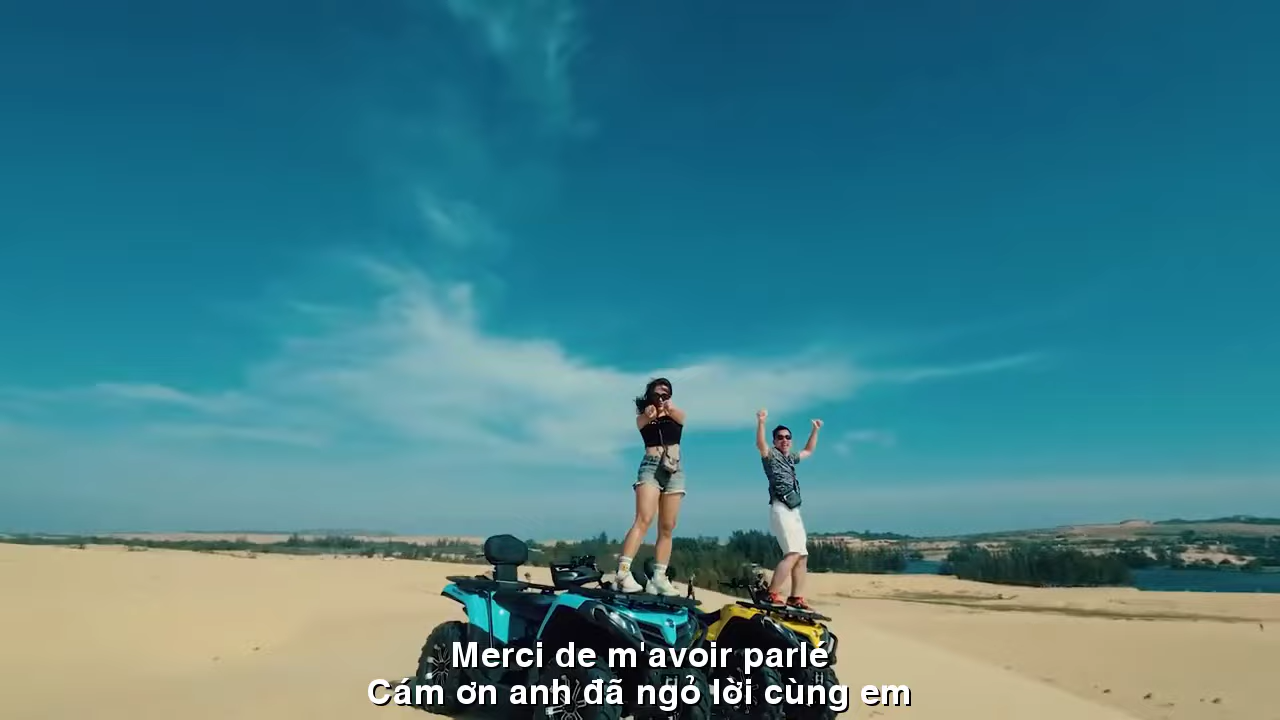 Merci de m'avoir parlé
Cám ơn anh đã ngỏ lời cùng em